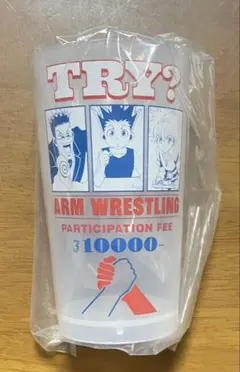 TRY?
ARM WRESTLING
PARTICIPATION FEE
10000-